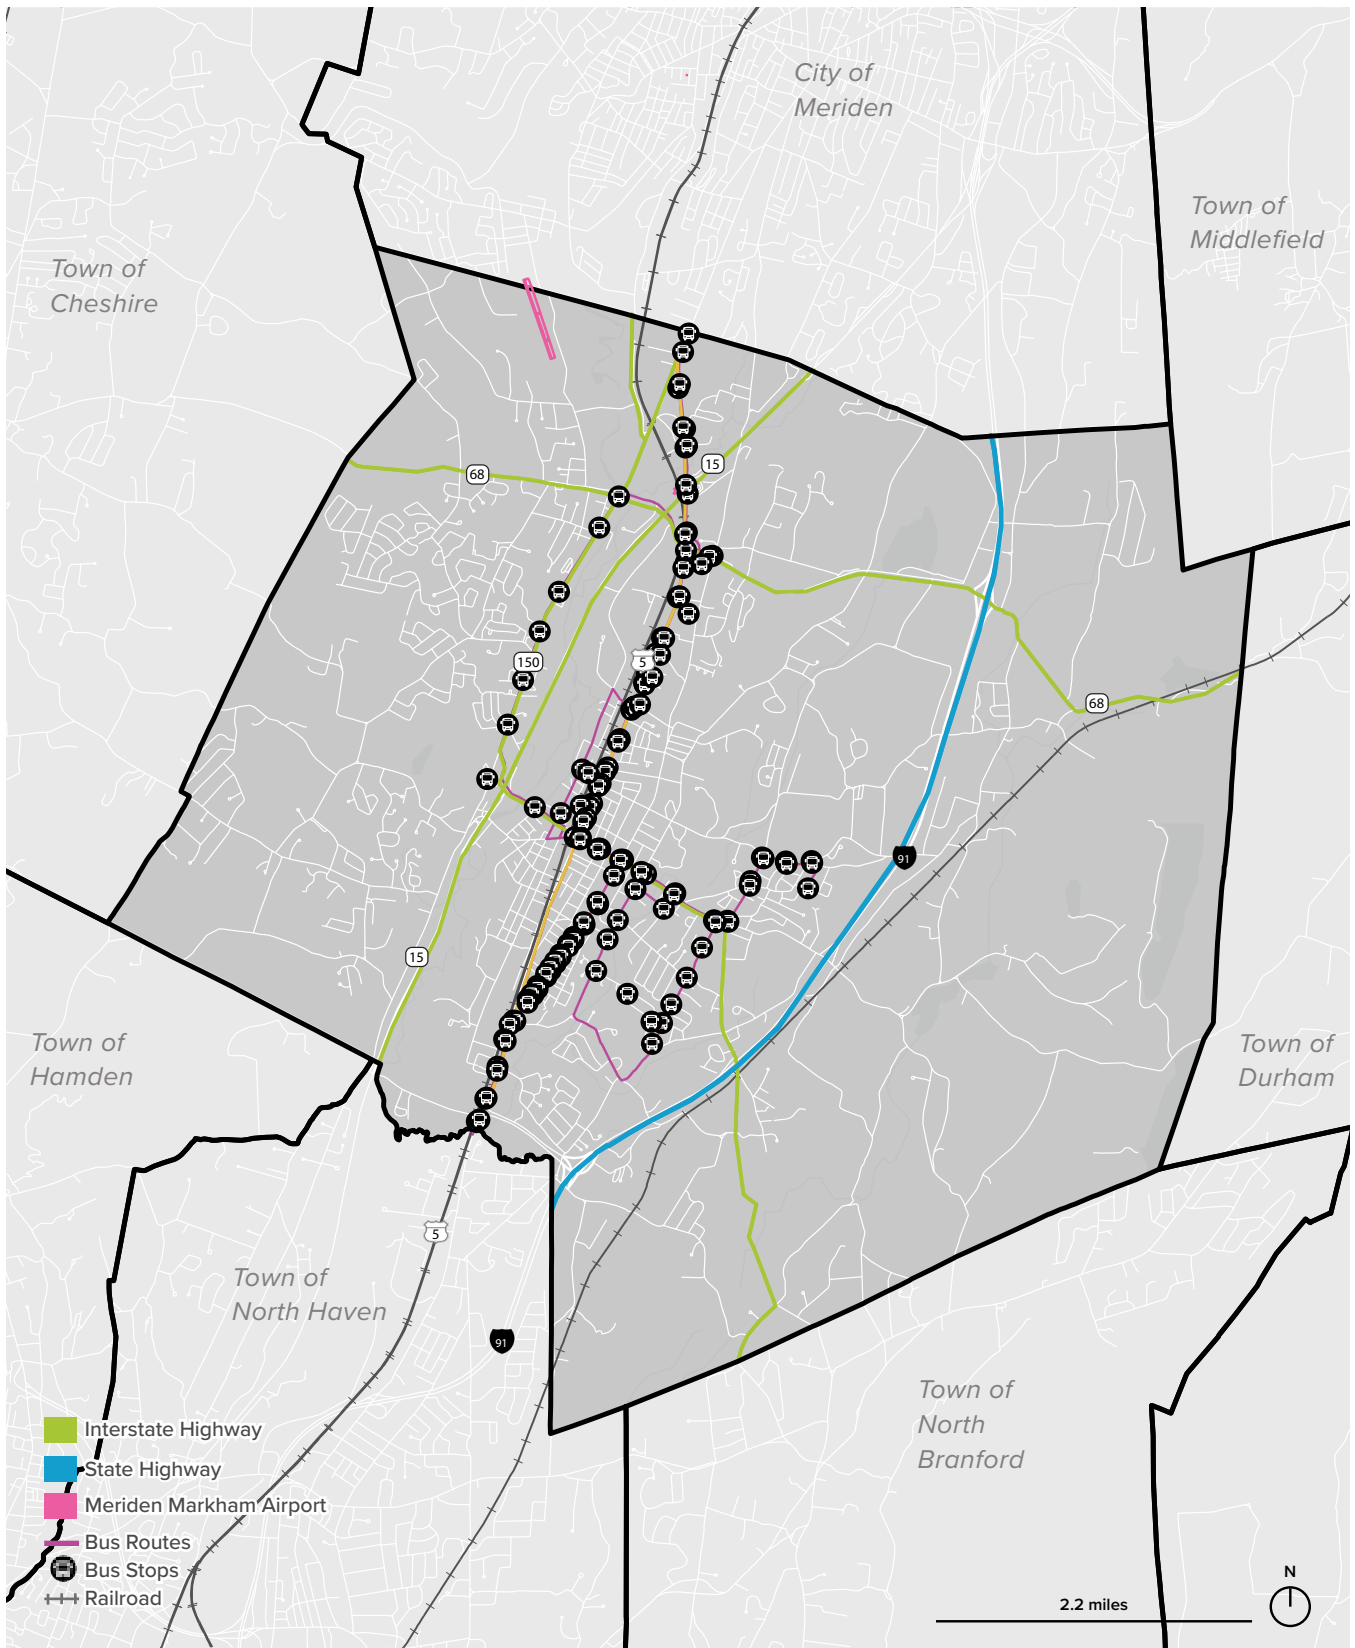 City of
Meriden
Town of
Middlefield
Town of
Cheshire
15
68
5
150
68
91
15
Town of
Hamden
Town of
Durham
5
Town of
North Haven
91
Town of
North
Branford
Interstate Highway
State Highway
Meriden Markham Airport
Bus Routes
Bus Stops
Railroad
N
2.2 miles